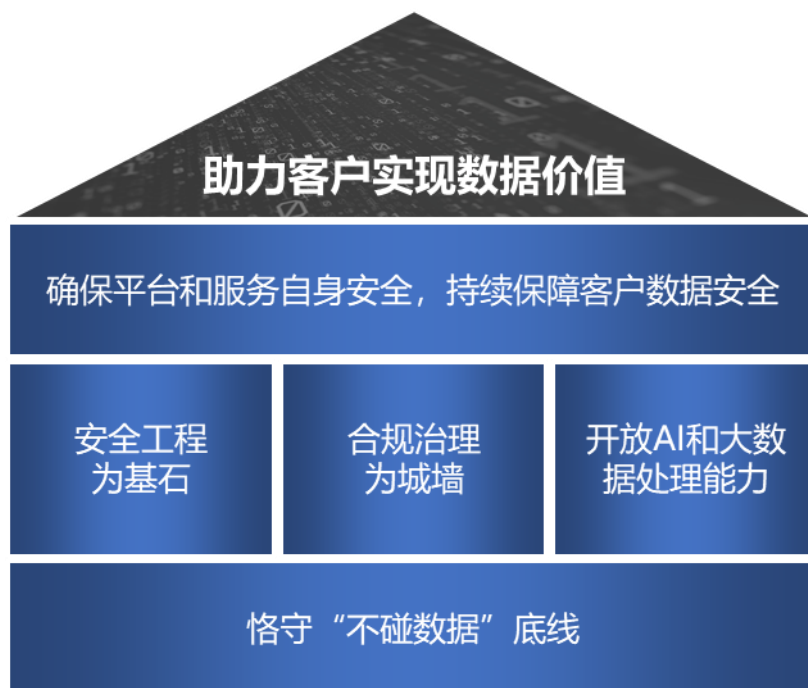 助力客户实现数据价值
确保平台和服务自身安全，持续保障客户数据安全
安全工程
为基石
合规治理
为城墙
开放AI和大数
据处理能力
恪守“不碰数据”底线